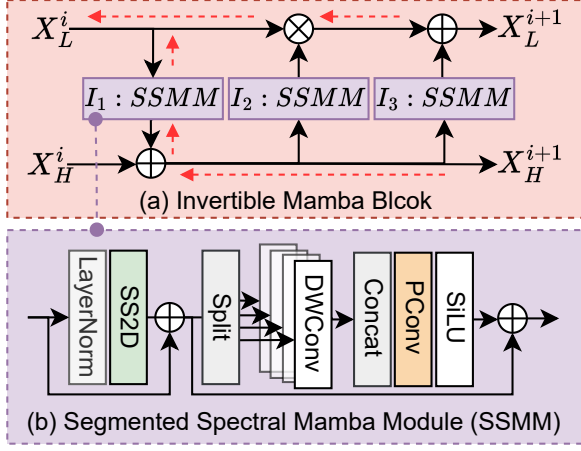 X_L^i X_L^{i+1}
I_1 : SSMM I_2 : SSMM I_3 : SSMM
X_H^i X_H^{i+1}
(a) Invertible Mamba Blcok
LayerNorm
SS2D
Split
DWConv
Concat
PConv
SiLU
(b) Segmented Spectral Mamba Module (SSMM)